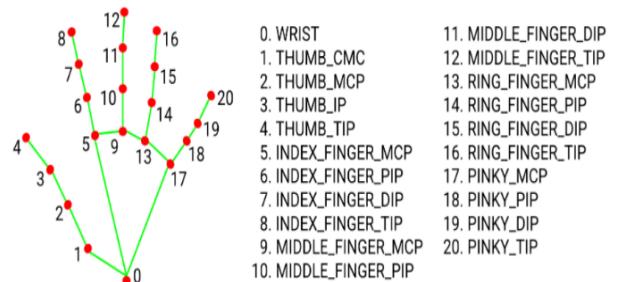 12
8
16
11
7
15
20
6
10
14
19
4
5
9
13
18
3
17
2
1
0
0. WRIST
1. THUMB_CMC
2. THUMB_MCP
3. THUMB_IP
4. THUMB_TIP
5. INDEX_FINGER_MCP
6. INDEX_FINGER_PIP
7. INDEX_FINGER_DIP
8. INDEX_FINGER_TIP
9. MIDDLE_FINGER_MCP
10. MIDDLE_FINGER_PIP
11. MIDDLE_FINGER_DIP
12. MIDDLE_FINGER_TIP
13. RING_FINGER_MCP
14. RING_FINGER_PIP
15. RING_FINGER_DIP
16. RING_FINGER_TIP
17. PINKY_MCP
18. PINKY_PIP
19. PINKY_DIP
20. PINKY_TIP